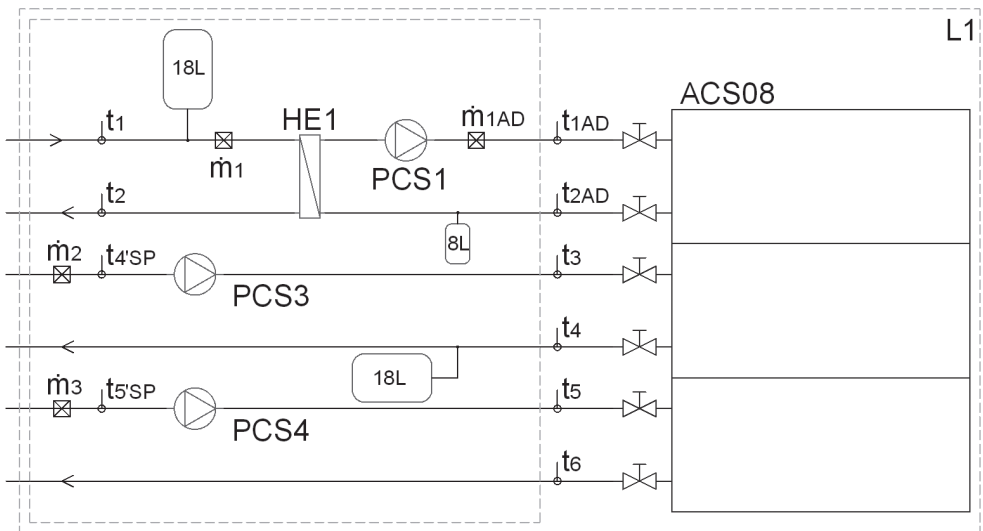 L1
18L
ACS08
t1
HE1
ṁ1AD
t1AD
ṁ1
PCS1
t2
t2AD
8L
ṁ2
t4'SP
t3
PCS3
t4
18L
ṁ3
t5'SP
t5
PCS4
t6